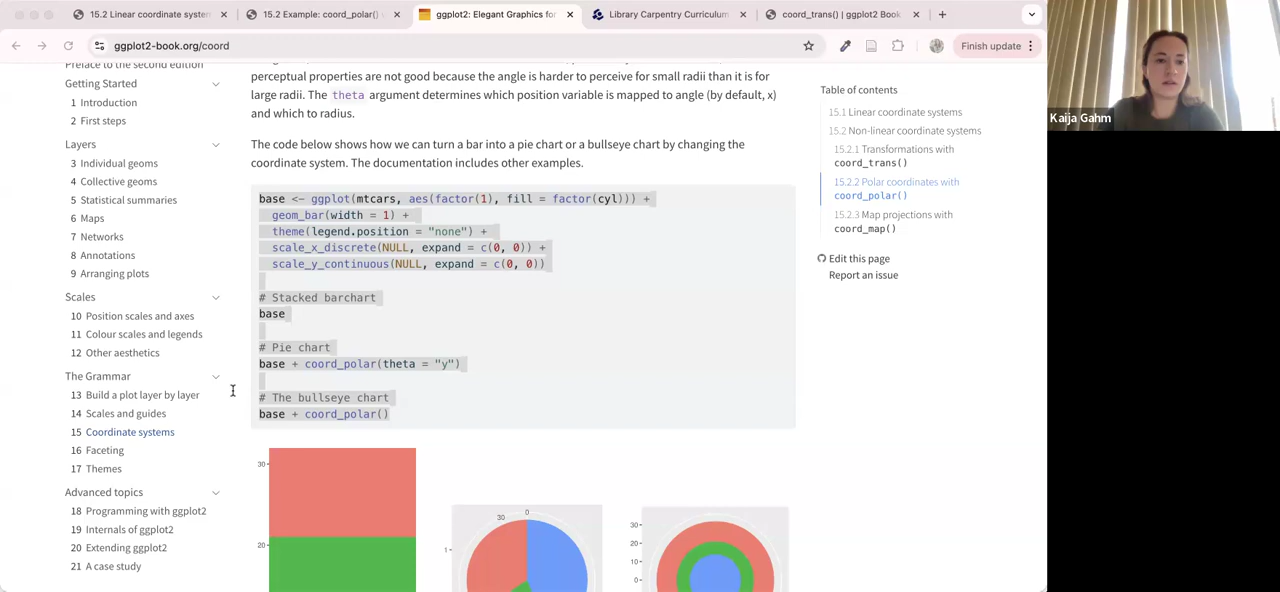 15.2 Linear coordinate system
15.2 Example: coord_polar()
ggplot2: Elegant Graphics for
Library Carpentry Curriculum
coord_trans() | ggplot2 Book
ggplot2-book.org/coord
Finish update
Kaija Gahm
Preface to the second edition
Getting Started
1 Introduction
2 First steps
Layers
3 Individual geoms
4 Collective geoms
5 Statistical summaries
6 Maps
7 Networks
8 Annotations
9 Arranging plots
Scales
10 Position scales and axes
11 Colour scales and legends
12 Other aesthetics
The Grammar
13 Build a plot layer by layer
14 Scales and guides
15 Coordinate systems
16 Faceting
17 Themes
Advanced topics
18 Programming with ggplot2
19 Internals of ggplot2
20 Extending ggplot2
21 A case study
perceptual properties are not good because the angle is harder to perceive for small radii than it is for
large radii. The theta argument determines which position variable is mapped to angle (by default, x)
and which to radius.
The code below shows how we can turn a bar into a pie chart or a bullseye chart by changing the
coordinate system. The documentation includes other examples.
base <- ggplot(mtcars, aes(factor(1), fill = factor(cyl))) +
geom_bar(width = 1) +
theme(legend.position = "none") +
scale_x_discrete(NULL, expand = c(0, 0)) +
scale_y_continuous(NULL, expand = c(0, 0))
# Stacked barchart
base
# Pie chart
base + coord_polar(theta = "y")
# The bullseye chart
base + coord_polar()
30
20
0
30
1
30
20
10
0
Table of contents
15.1 Linear coordinate systems
15.2 Non-linear coordinate systems
15.2.1 Transformations with
coord_trans()
15.2.2 Polar coordinates with
coord_polar()
15.2.3 Map projections with
coord_map()
Edit this page
Report an issue